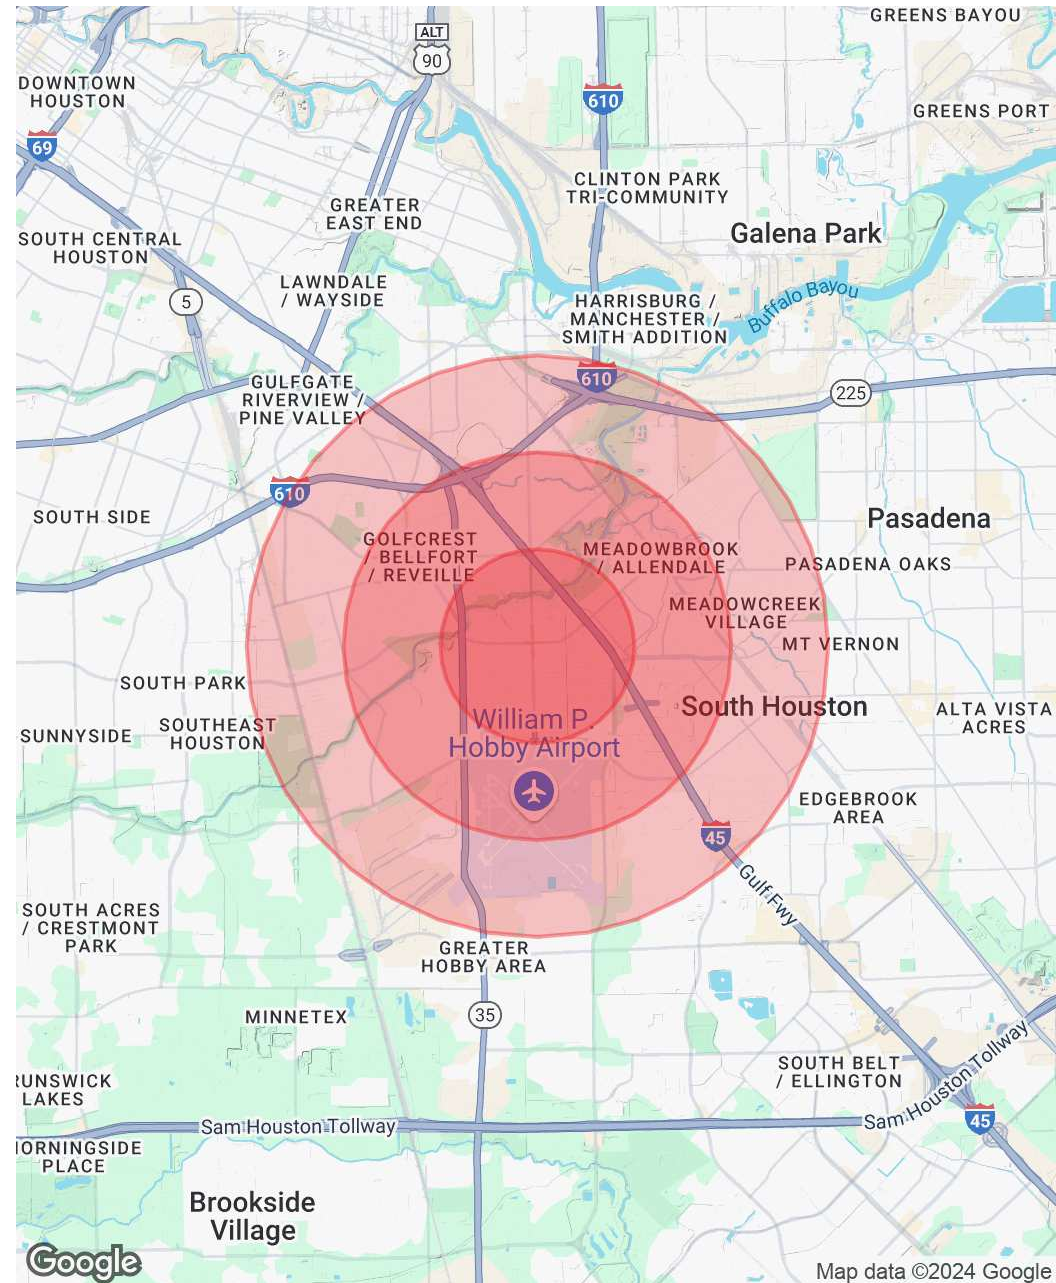 GREENS BAYOU
ALT
90
DOWNTOWN
HOUSTON
610
GREENS PORT
69
CLINTON PARK
TRI-COMMUNITY
GREATER
EAST END
Galena Park
SOUTH CENTRAL
HOUSTON
LAWNDALE
/ WAYSIDE
5
Buffalo Bayou
HARRISBURG /
MANCHESTER /
SMITH ADDITION
610
GULFGATE
RIVERVIEW /
PINE VALLEY
225
610
SOUTH SIDE
Pasadena
GOLFCREST
/ BELLFORT
/ REVEILLE
MEADOWBROOK
/ ALLENDALE
PASADENA OAKS
MEADOWCREEK
VILLAGE
MT VERNON
SOUTH PARK
William P.
Hobby Airport
South Houston
SUNNYSIDE
SOUTHEAST
HOUSTON
ALTA VISTA
ACRES
EDGEBROOK
AREA
45
Gulf Fwy
SOUTH ACRES
/ CRESTMONT
PARK
GREATER
HOBBY AREA
35
MINNETEX
SOUTH BELT
/ ELLINGTON
RUNSWICK
LAKES
Sam Houston Tollway
Sam Houston Tollway
45
MORNINGSIDE
PLACE
Brookside
Village
Google
Map data ©2024 Google